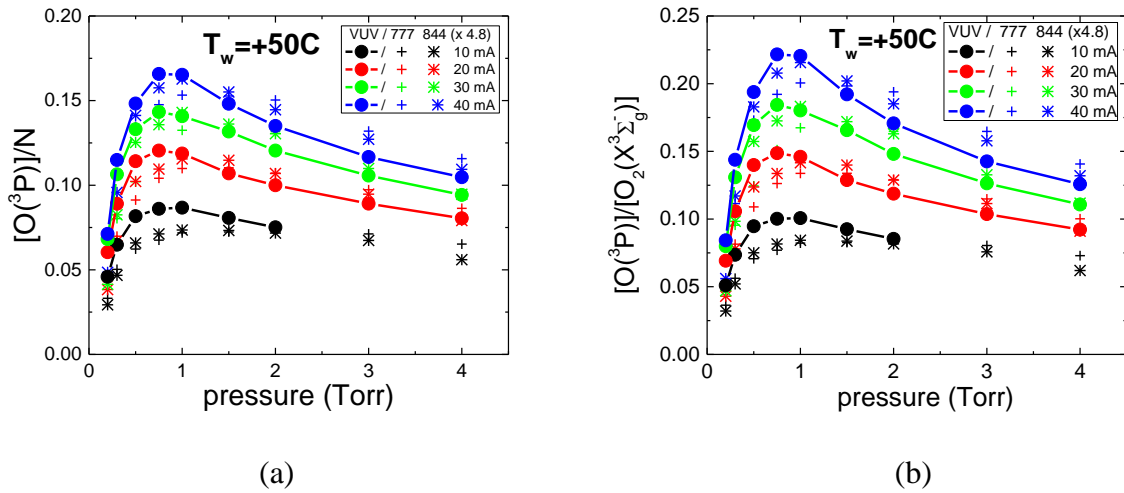 T_w=+50C
VUV / 777 844 (x 4.8)
/ + 10 mA
/ + 20 mA
/ + 30 mA
/ + 40 mA
[O(³P)]/N
0.15
0.10
0.05
0.00
0 1 2 3 4
pressure (Torr)
(a)
T_w=+50C
VUV / 777 844 (x4.8)
/ + 10 mA
/ + 20 mA
/ + 30 mA
/ + 40 mA
[O(³P)]/[O₂(X³Σg⁻)]
0.25
0.20
0.15
0.10
0.05
0.00
0 1 2 3 4
pressure (Torr)
(b)